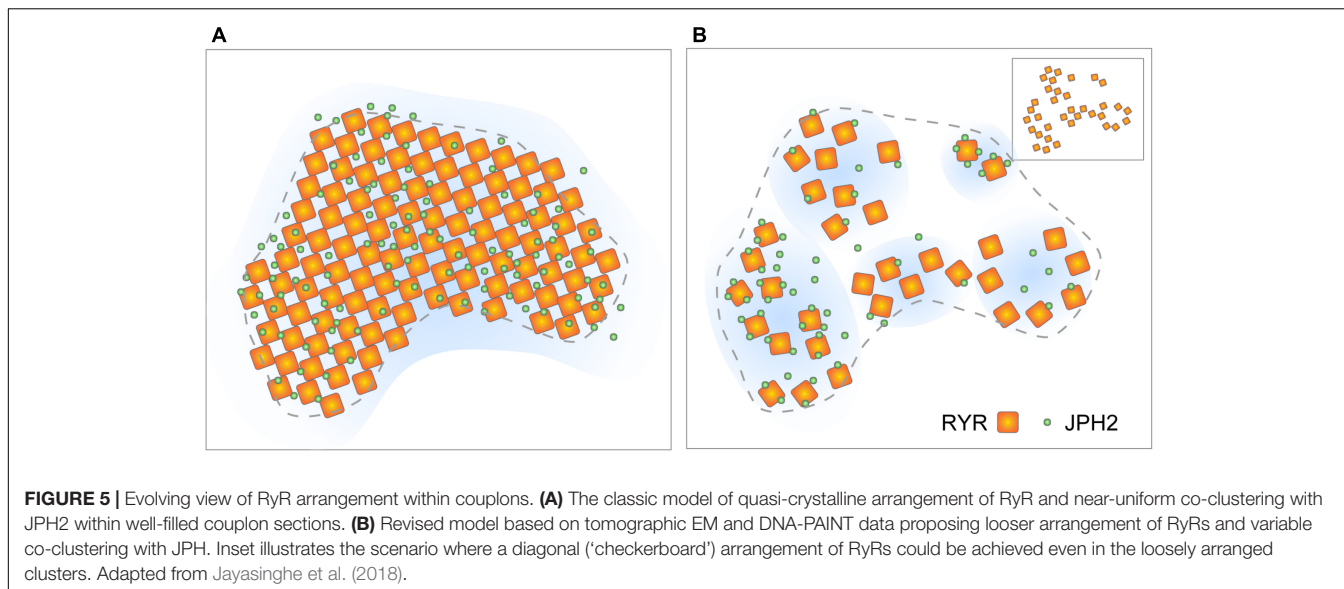 A
B
RYR
JPH2
FIGURE 5 | Evolving view of RyR arrangement within couplons. (A) The classic model of quasi-crystalline arrangement of RyR and near-uniform co-clustering with
JPH2 within well-filled couplon sections. (B) Revised model based on tomographic EM and DNA-PAINT data proposing looser arrangement of RyRs and variable
co-clustering with JPH. Inset illustrates the scenario where a diagonal (‘checkerboard’) arrangement of RyRs could be achieved even in the loosely arranged
clusters. Adapted from Jayasinghe et al. (2018).